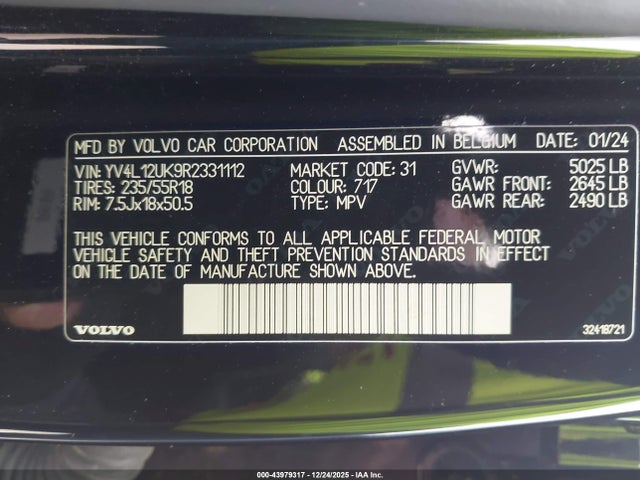 MFD BY VOLVO CAR CORPORATION ASSEMBLED IN BELGIUM DATE: 01/24
VIN: YV4L12UK9R2331112 MARKET CODE: 31 GVWR: 5025 LB
TIRES: 235/55R18 COLOUR: 717 GAWR FRONT: 2645 LB
RIM: 7.5Jx18x50.5 TYPE: MPV GAWR REAR: 2490 LB
THIS VEHICLE CONFORMS TO ALL APPLICABLE FEDERAL MOTOR
VEHICLE SAFETY AND THEFT PREVENTION STANDARDS IN EFFECT
ON THE DATE OF MANUFACTURE SHOWN ABOVE.
VOLVO 32418721
000-43979317 - 12/24/2025 - IAA Inc.